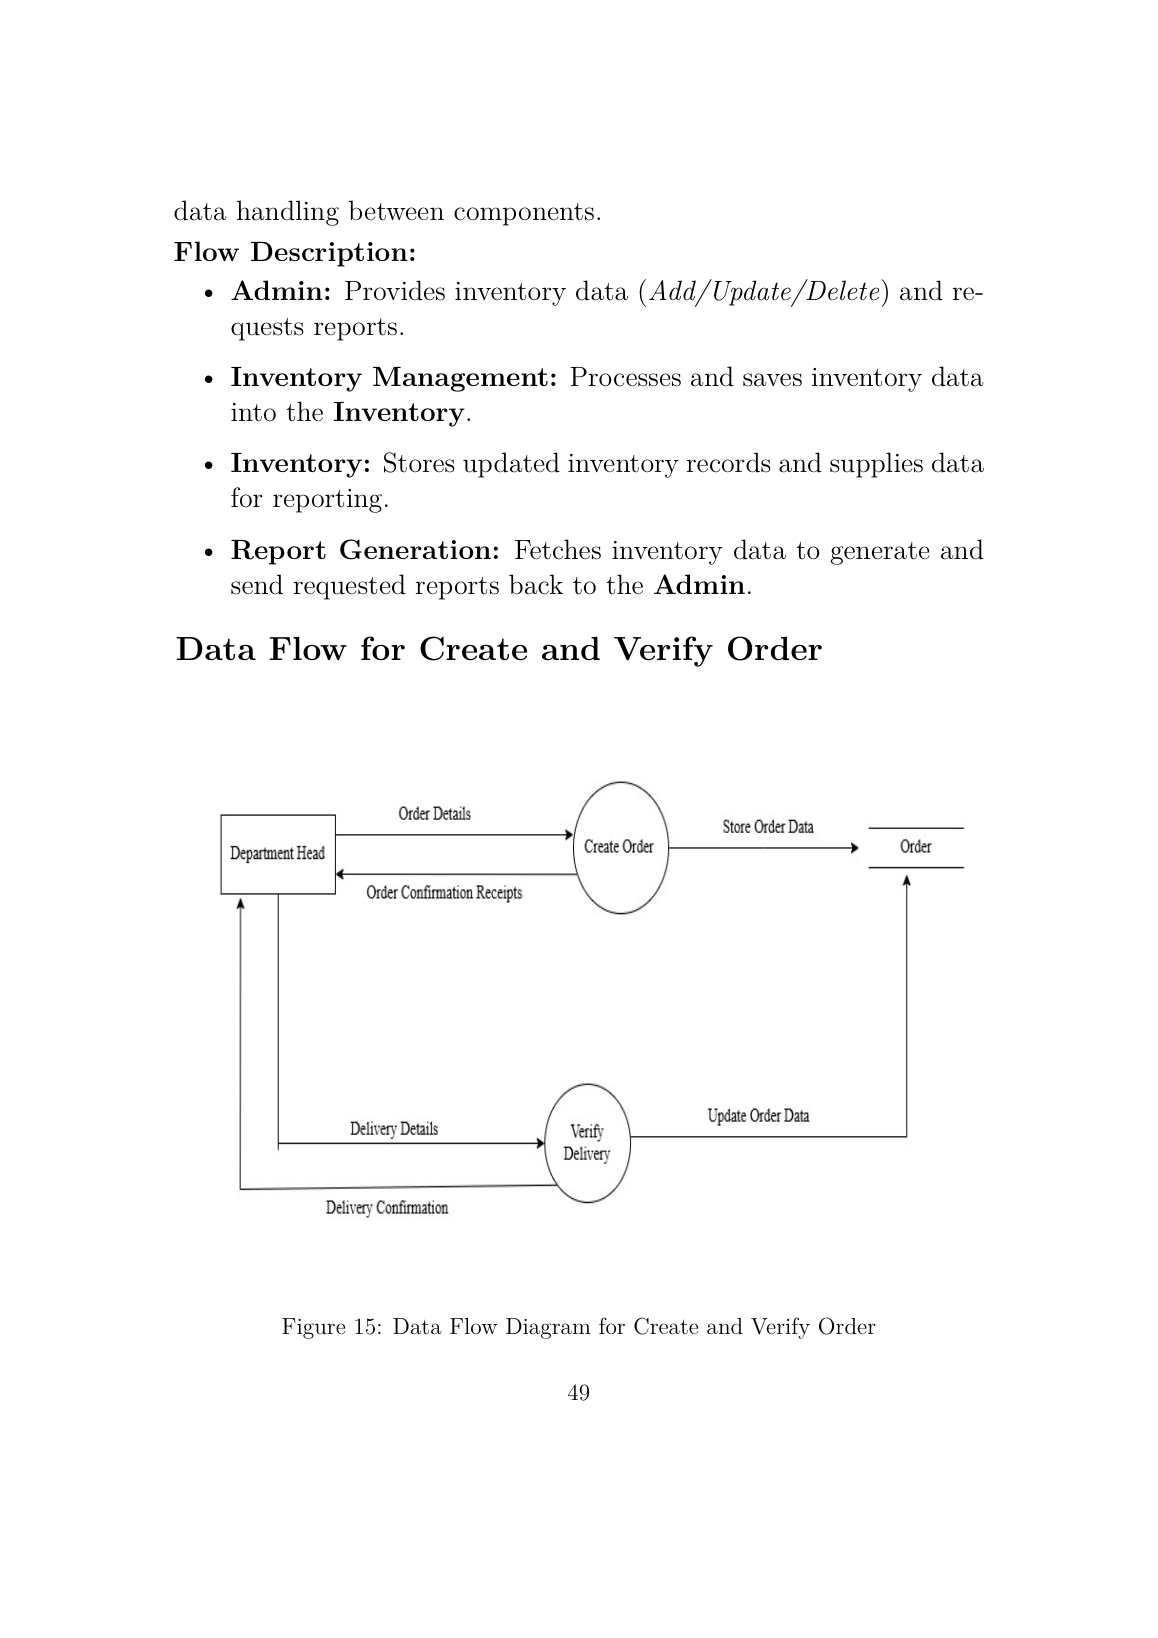 data handling between components.
Flow Description:
• Admin: Provides inventory data (Add/Update/Delete) and re-
quests reports.
• Inventory Management: Processes and saves inventory data
into the Inventory.
• Inventory: Stores updated inventory records and supplies data
for reporting.
• Report Generation: Fetches inventory data to generate and
send requested reports back to the Admin.
Data Flow for Create and Verify Order
Order Details
Store Order Data
Department Head
Create Order
Order
Order Confirmation Receipts
Update Order Data
Delivery Details
Verify
Delivery
Delivery Confirmation
Figure 15: Data Flow Diagram for Create and Verify Order
49